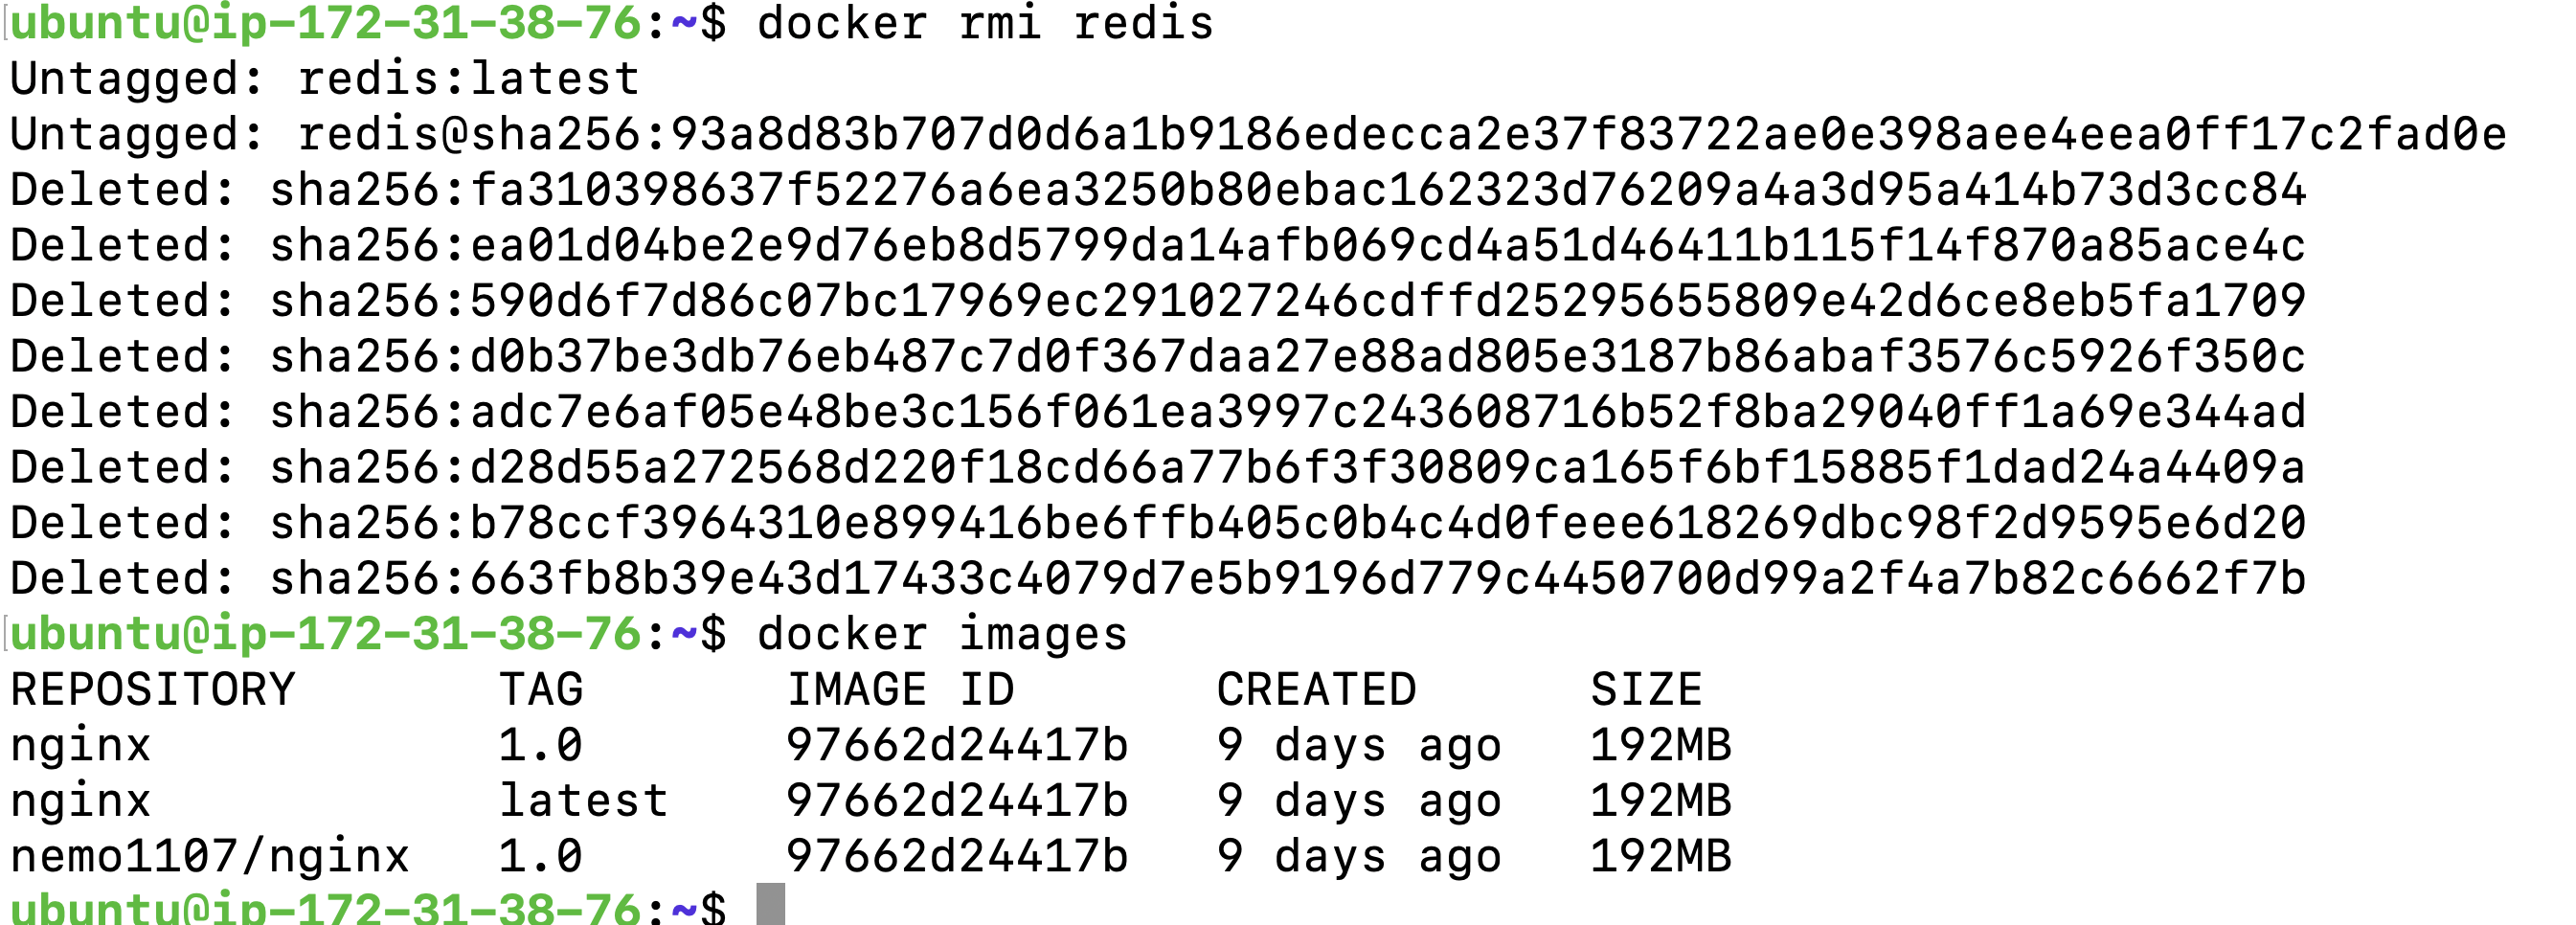 ubuntu@ip-172-31-38-76:~$ docker rmi redis
Untagged: redis:latest
Untagged: redis@sha256:93a8d83b707d0d6a1b9186edecca2e37f83722ae0e398aee4eea0ff17c2fad0e
Deleted: sha256:fa310398637f52276a6ea3250b80ebac162323d76209a4a3d95a414b73d3cc84
Deleted: sha256:ea01d04be2e9d76eb8d5799da14afb069cd4a51d46411b115f14f870a85ace4c
Deleted: sha256:590d6f7d86c07bc17969ec291027246cdffd25295655809e42d6ce8eb5fa1709
Deleted: sha256:d0b37be3db76eb487c7d0f367daa27e88ad805e3187b86abaf3576c5926f350c
Deleted: sha256:adc7e6af05e48be3c156f061ea3997c243608716b52f8ba29040ff1a69e344ad
Deleted: sha256:d28d55a272568d220f18cd66a77b6f3f30809ca165f6bf15885f1dad24a4409a
Deleted: sha256:b78ccf3964310e899416be6ffb405c0b4c4d0feee618269dbc98f2d9595e6d20
Deleted: sha256:663fb8b39e43d17433c4079d7e5b9196d779c4450700d99a2f4a7b82c6662f7b
ubuntu@ip-172-31-38-76:~$ docker images
REPOSITORY       TAG       IMAGE ID       CREATED      SIZE
nginx            1.0       97662d24417b   9 days ago   192MB
nginx            latest    97662d24417b   9 days ago   192MB
nemo1107/nginx   1.0       97662d24417b   9 days ago   192MB
ubuntu@ip-172-31-38-76:~$